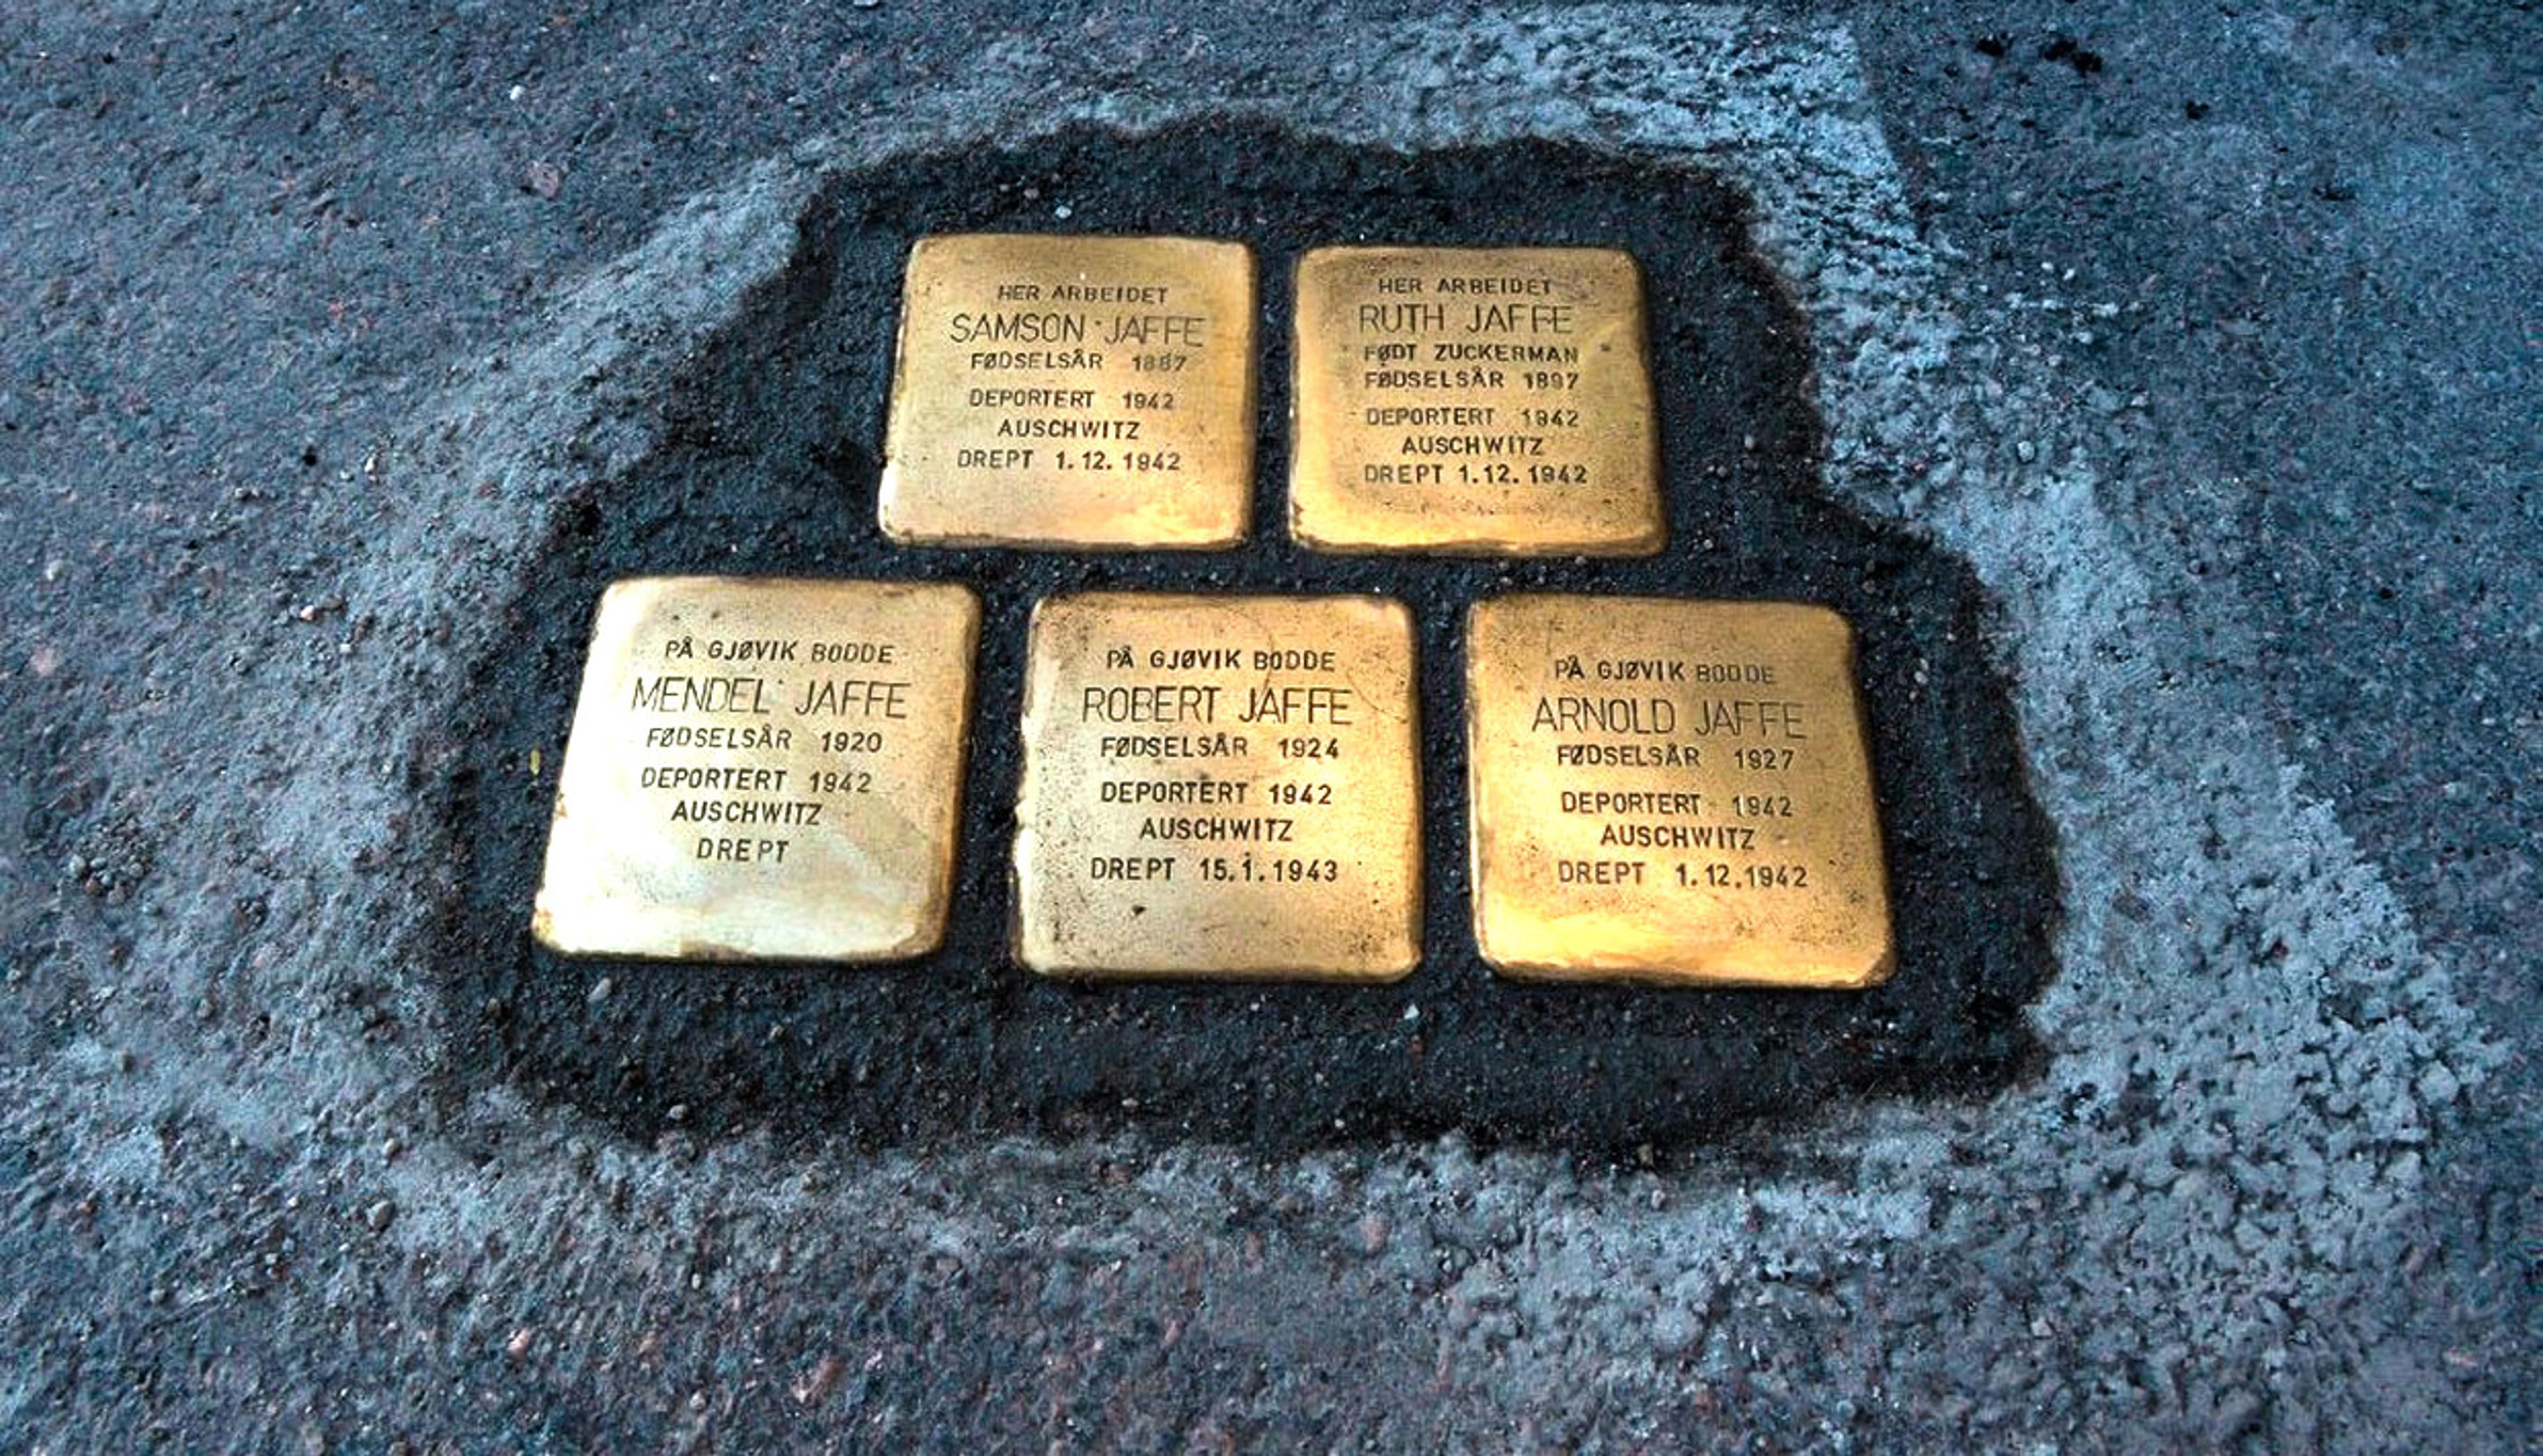 HER ARBEIDET
SAMSON JAFFE
FØDSELSÅR 1887
DEPORTERT 1942
AUSCHWITZ
DREPT 1.12.1942
HER ARBEIDET
RUTH JAFFE
FØDT ZUCKERMAN
FØDSELSÅR 1897
DEPORTERT 1942
AUSCHWITZ
DREPT 1.12.1942
PÅ GJØVIK BODDE
MENDEL JAFFE
FØDSELSÅR 1920
DEPORTERT 1942
AUSCHWITZ
DREPT
PÅ GJØVIK BODDE
ROBERT JAFFE
FØDSELSÅR 1924
DEPORTERT 1942
AUSCHWITZ
DREPT 15.1.1943
PÅ GJØVIK BODDE
ARNOLD JAFFE
FØDSELSÅR 1927
DEPORTERT 1942
AUSCHWITZ
DREPT 1.12.1942